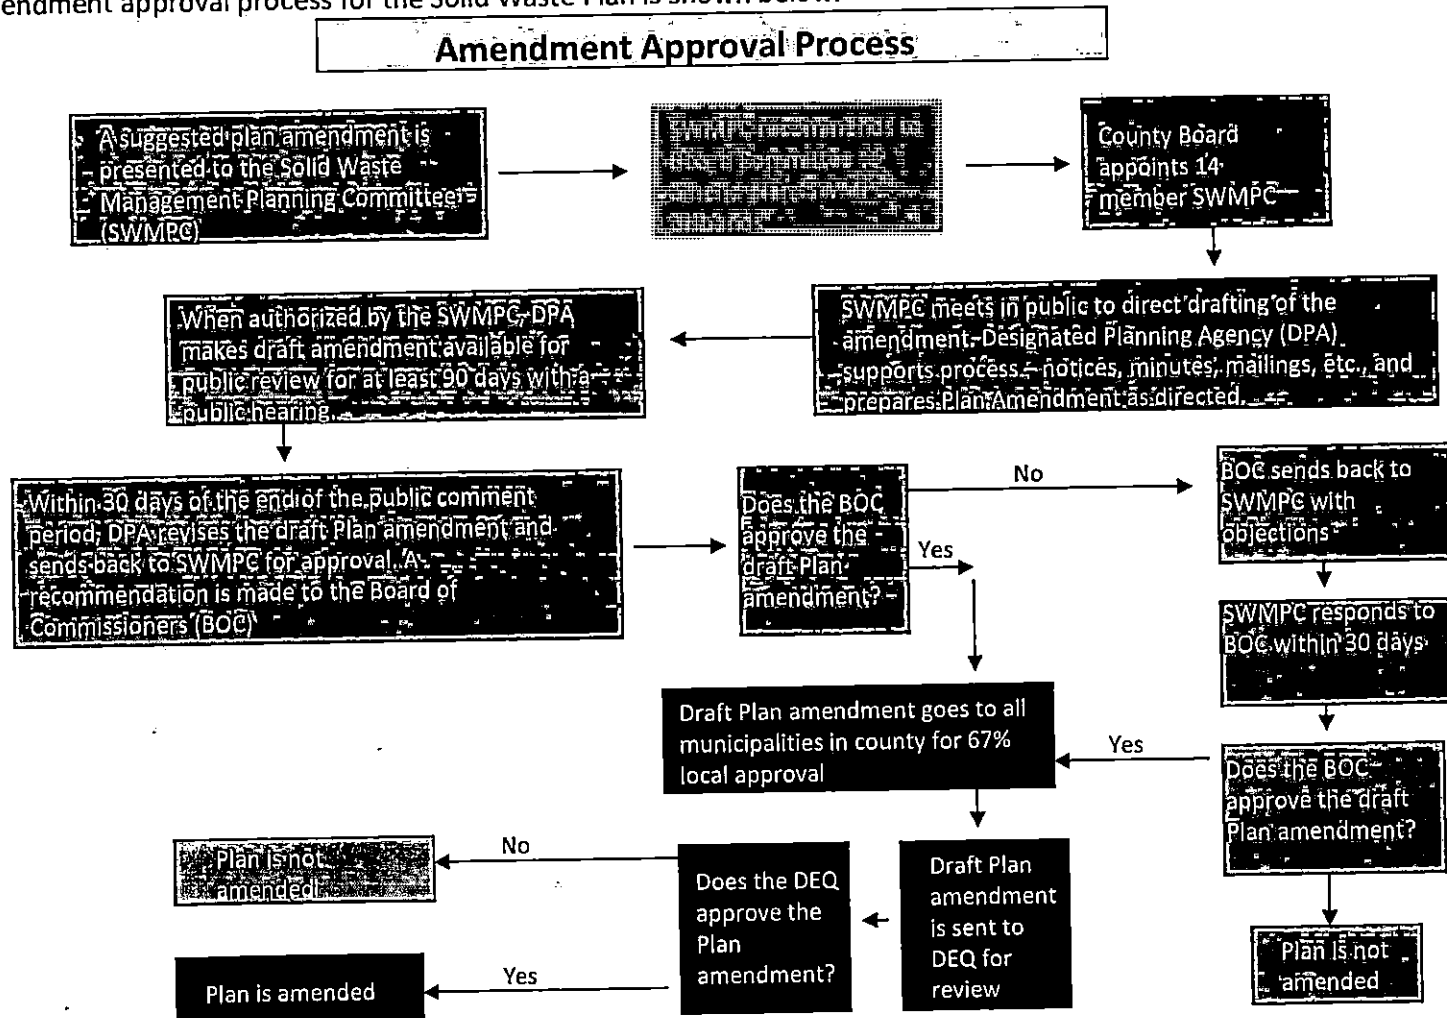 endment approval process for the Solid Waste Plan is shown below.
Amendment Approval Process
A suggested plan amendment is
presented to the Solid Waste
Management Planning Committee
(SWMPC)
County Board
appoints 14
member SWMPC
SWMPC meets in public to direct drafting of the
amendment. Designated Planning Agency (DPA)
supports process – notices, minutes, mailings, etc., and
prepares Plan Amendment as directed.
When authorized by the SWMPC, DPA
makes draft amendment available for
public review for at least 90 days with a
public hearing.
Within 30 days of the end of the public comment
period, DPA revises the draft Plan amendment and
sends back to SWMPC for approval. A
recommendation is made to the Board of
Commissioners (BOC)
Does the BOC
approve the
draft Plan
amendment?
No
Yes
BOC sends back to
SWMPC with
objections
SWMPC responds to
BOC within 30 days
Does the BOC
approve the draft
Plan amendment?
Yes
Plan is not
amended
Draft Plan amendment goes to all
municipalities in county for 67%
local approval
Draft Plan
amendment
is sent to
DEQ for
review
Does the DEQ
approve the
Plan
amendment?
No
Plan is not
amended
Yes
Plan is amended